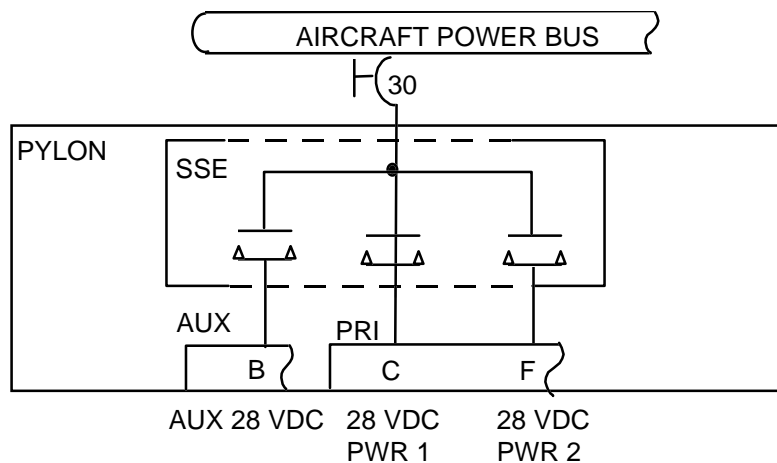 AIRCRAFT POWER BUS
30
PYLON
SSE
AUX
PRI
B
C
F
AUX 28 VDC
28 VDC
PWR 1
28 VDC
PWR 2